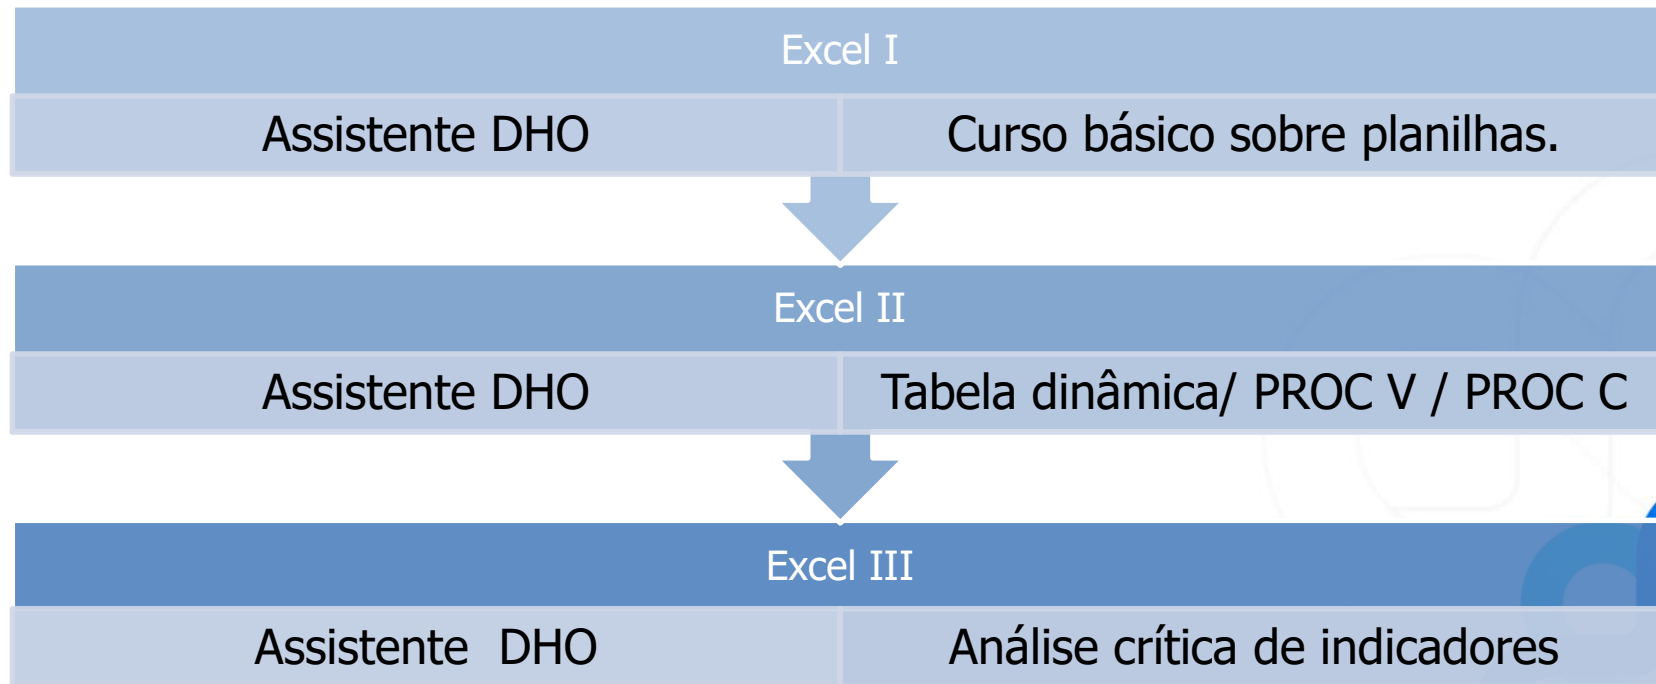 Excel I
Assistente DHO
Curso básico sobre planilhas.
Excel II
Assistente DHO
Tabela dinâmica/ PROC V / PROC C
Excel III
Assistente  DHO
Análise crítica de indicadores